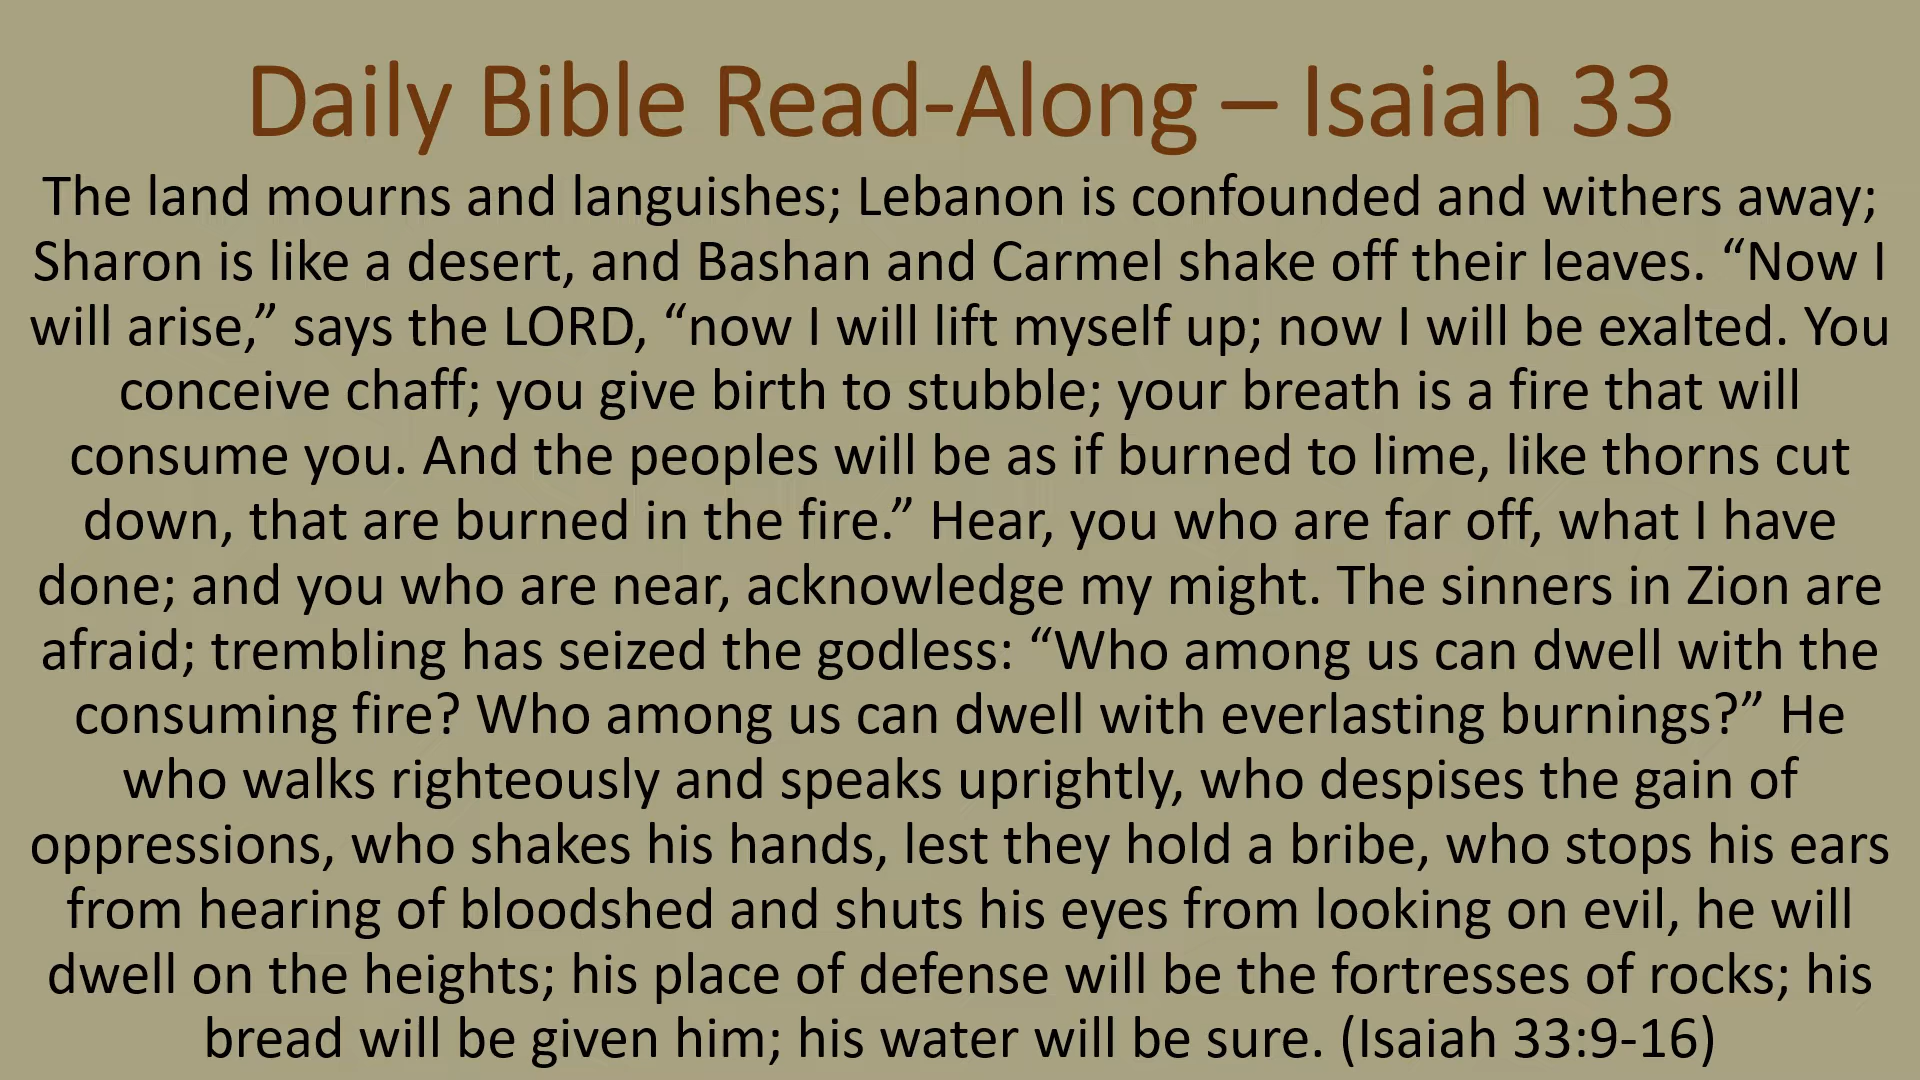 Daily Bible Read-Along – Isaiah 33
The land mourns and languishes; Lebanon is confounded and withers away;
Sharon is like a desert, and Bashan and Carmel shake off their leaves. “Now I
will arise,” says the LORD, “now I will lift myself up; now I will be exalted. You
conceive chaff; you give birth to stubble; your breath is a fire that will
consume you. And the peoples will be as if burned to lime, like thorns cut
down, that are burned in the fire.” Hear, you who are far off, what I have
done; and you who are near, acknowledge my might. The sinners in Zion are
afraid; trembling has seized the godless: “Who among us can dwell with the
consuming fire? Who among us can dwell with everlasting burnings?” He
who walks righteously and speaks uprightly, who despises the gain of
oppressions, who shakes his hands, lest they hold a bribe, who stops his ears
from hearing of bloodshed and shuts his eyes from looking on evil, he will
dwell on the heights; his place of defense will be the fortresses of rocks; his
bread will be given him; his water will be sure. (Isaiah 33:9-16)